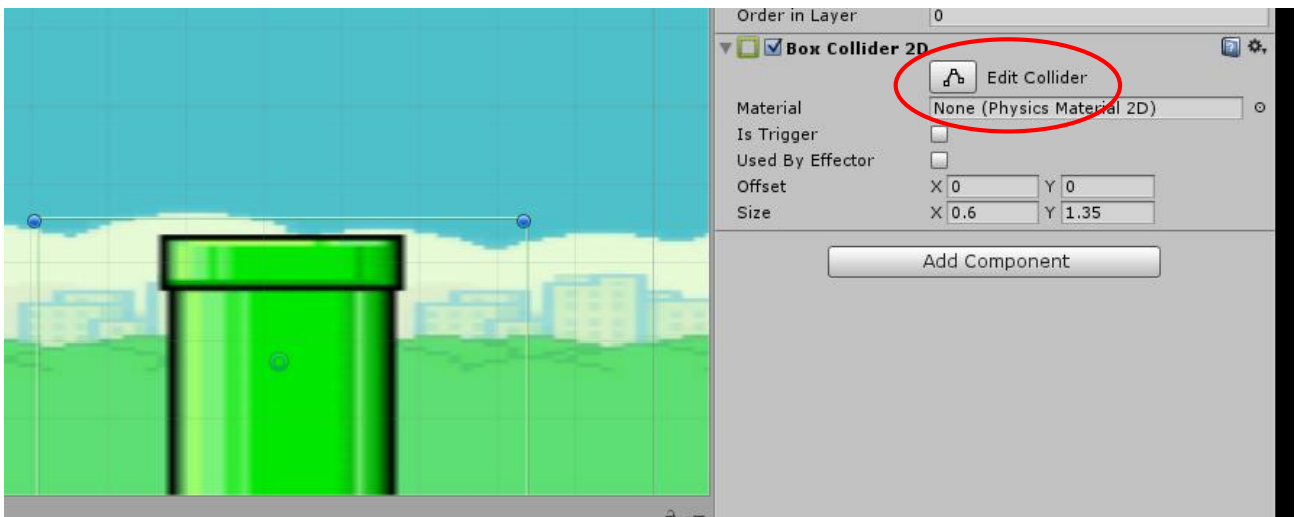 Order in Layer 0
Box Collider 2D
Edit Collider
Material None (Physics Material 2D)
Is Trigger
Used By Effector
Offset X 0 Y 0
Size X 0.6 Y 1.35
Add Component